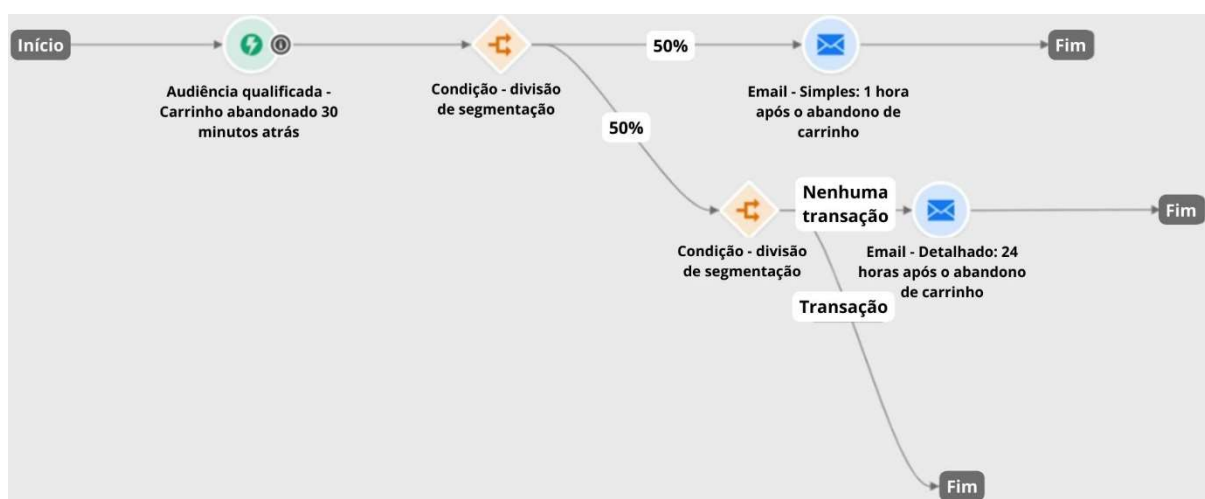 Início
Audiência qualificada -
Carrinho abandonado 30
minutos atrás
Condição - divisão
de segmentação
50%
Email - Simples: 1 hora
após o abandono de
carrinho
Fim
50%
Condição - divisão
de segmentação
Nenhuma
transação
Email - Detalhado: 24
horas após o abandono
de carrinho
Fim
Transação
Fim